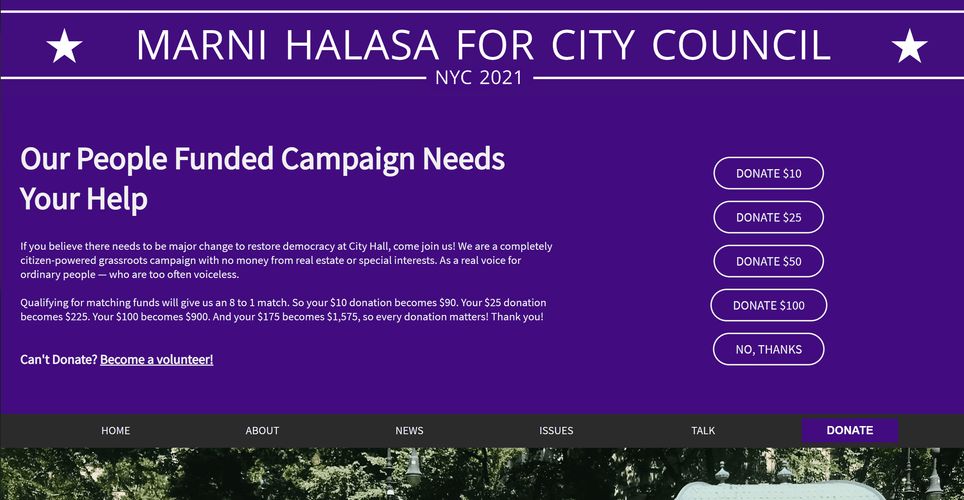 MARNI HALASA FOR CITY COUNCIL
NYC 2021
Our People Funded Campaign Needs
Your Help
If you believe there needs to be major change to restore democracy at City Hall, come join us! We are a completely
citizen-powered grassroots campaign with no money from real estate or special interests. As a real voice for
ordinary people — who are too often voiceless.
Qualifying for matching funds will give us an 8 to 1 match. So your $10 donation becomes $90. Your $25 donation
becomes $225. Your $100 becomes $900. And your $175 becomes $1,575, so every donation matters! Thank you!
Can't Donate? Become a volunteer!
DONATE $10
DONATE $25
DONATE $50
DONATE $100
NO, THANKS
HOME ABOUT NEWS ISSUES TALK DONATE